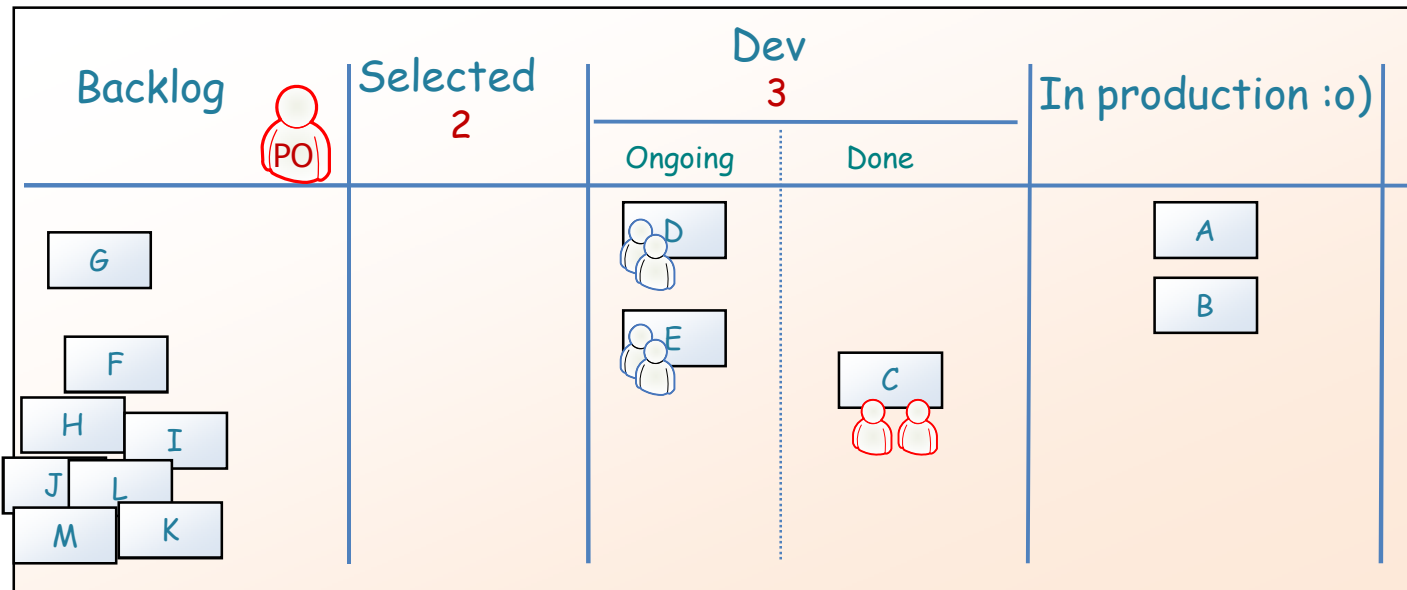 Backlog
PO
Selected
2
Dev
3
Ongoing
Done
In production :o)
G
F
H
I
J
L
M
K
D
E
C
A
B